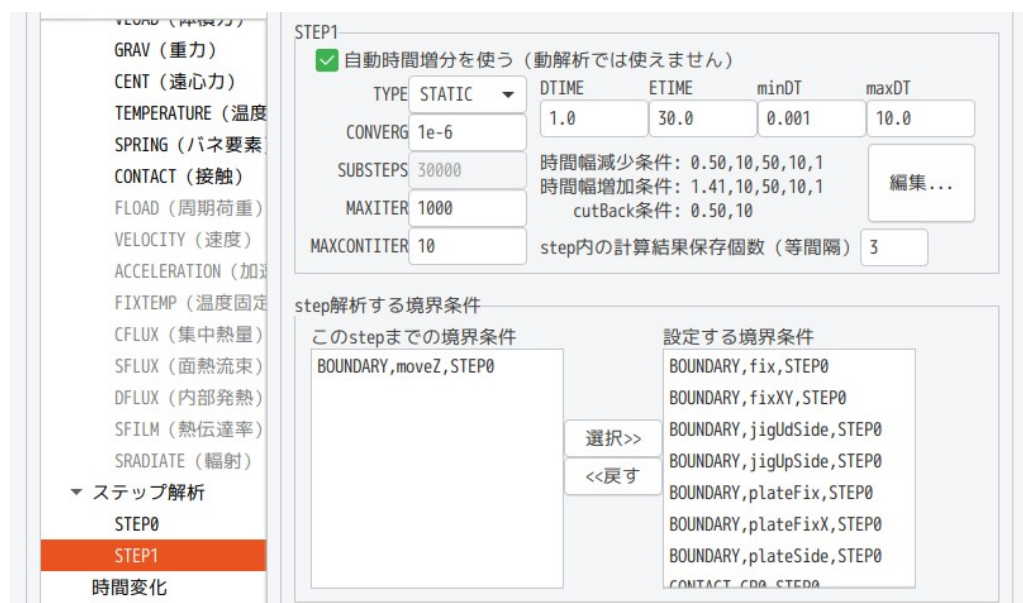 VLOAD (体積力)
GRAV (重力)
CENT (遠心力)
TEMPERATURE (温度
SPRING (バネ要素
CONTACT (接触)
FLOAD (周期荷重)
VELOCITY (速度)
ACCELERATION (加速
FIXTEMP (温度固定
CFLUX (集中熱量)
SFLUX (面熱流束)
DFLUX (内部発熱)
SFILM (熱伝達率)
SRADIATE (輻射)
ステップ解析
STEP0
STEP1
時間変化
STEP1
自動時間増分を使う (動解析では使えません)
TYPE STATIC
CONVERG 1e-6
SUBSTEPS 30000
MAXITER 1000
MAXCONTITER 10
DTIME ETIME minDT maxDT
1.0 30.0 0.001 10.0
時間幅減少条件: 0.50,10,50,10,1
時間幅増加条件: 1.41,10,50,10,1
cutBack条件: 0.50,10
編集...
step内の計算結果保存個数 (等間隔) 3
step解析する境界条件
このstepまでの境界条件
BOUNDARY,moveZ,STEP0
選択>>
<<戻す
設定する境界条件
BOUNDARY,fix,STEP0
BOUNDARY,fixXY,STEP0
BOUNDARY,jigUdSide,STEP0
BOUNDARY,jigUpSide,STEP0
BOUNDARY,plateFix,STEP0
BOUNDARY,plateFixX,STEP0
BOUNDARY,plateSide,STEP0
CONTACT,CP0,STEP0